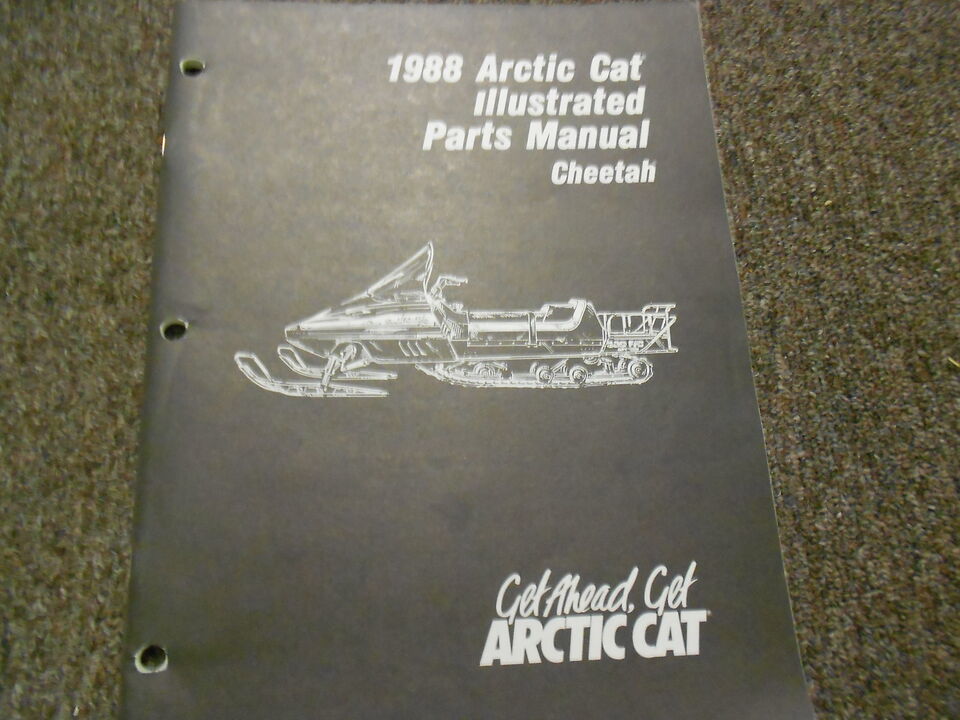 1988 Arctic Cat
Illustrated
Parts Manual
Cheetah
Get Ahead, Get
ARCTIC CAT